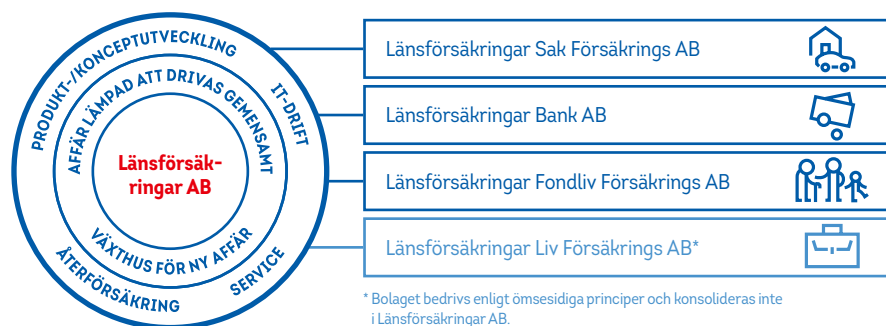 PRODUKT-/KONCEPTUTVECKLING
IT-DRIFT
SERVICE
ÅTERFÖRSÄKRING
AFFÄR LÄMPAD ATT DRIVAS GEMENSAMT
VÄXTHUS FÖR NY AFFÄR
Länsförsäk-
ringar AB
Länsförsäkringar Sak Försäkrings AB
Länsförsäkringar Bank AB
Länsförsäkringar Fondliv Försäkrings AB
Länsförsäkringar Liv Försäkrings AB*
* Bolaget bedrivs enligt ömsesidiga principer och konsolideras inte
i Länsförsäkringar AB.